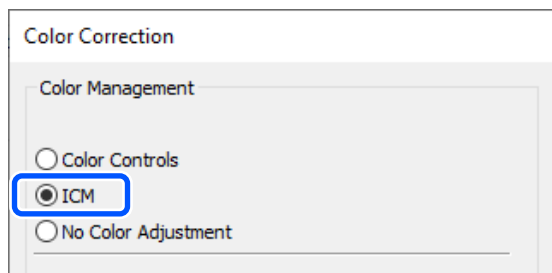 Color Correction
Color Management
Color Controls
ICM
No Color Adjustment